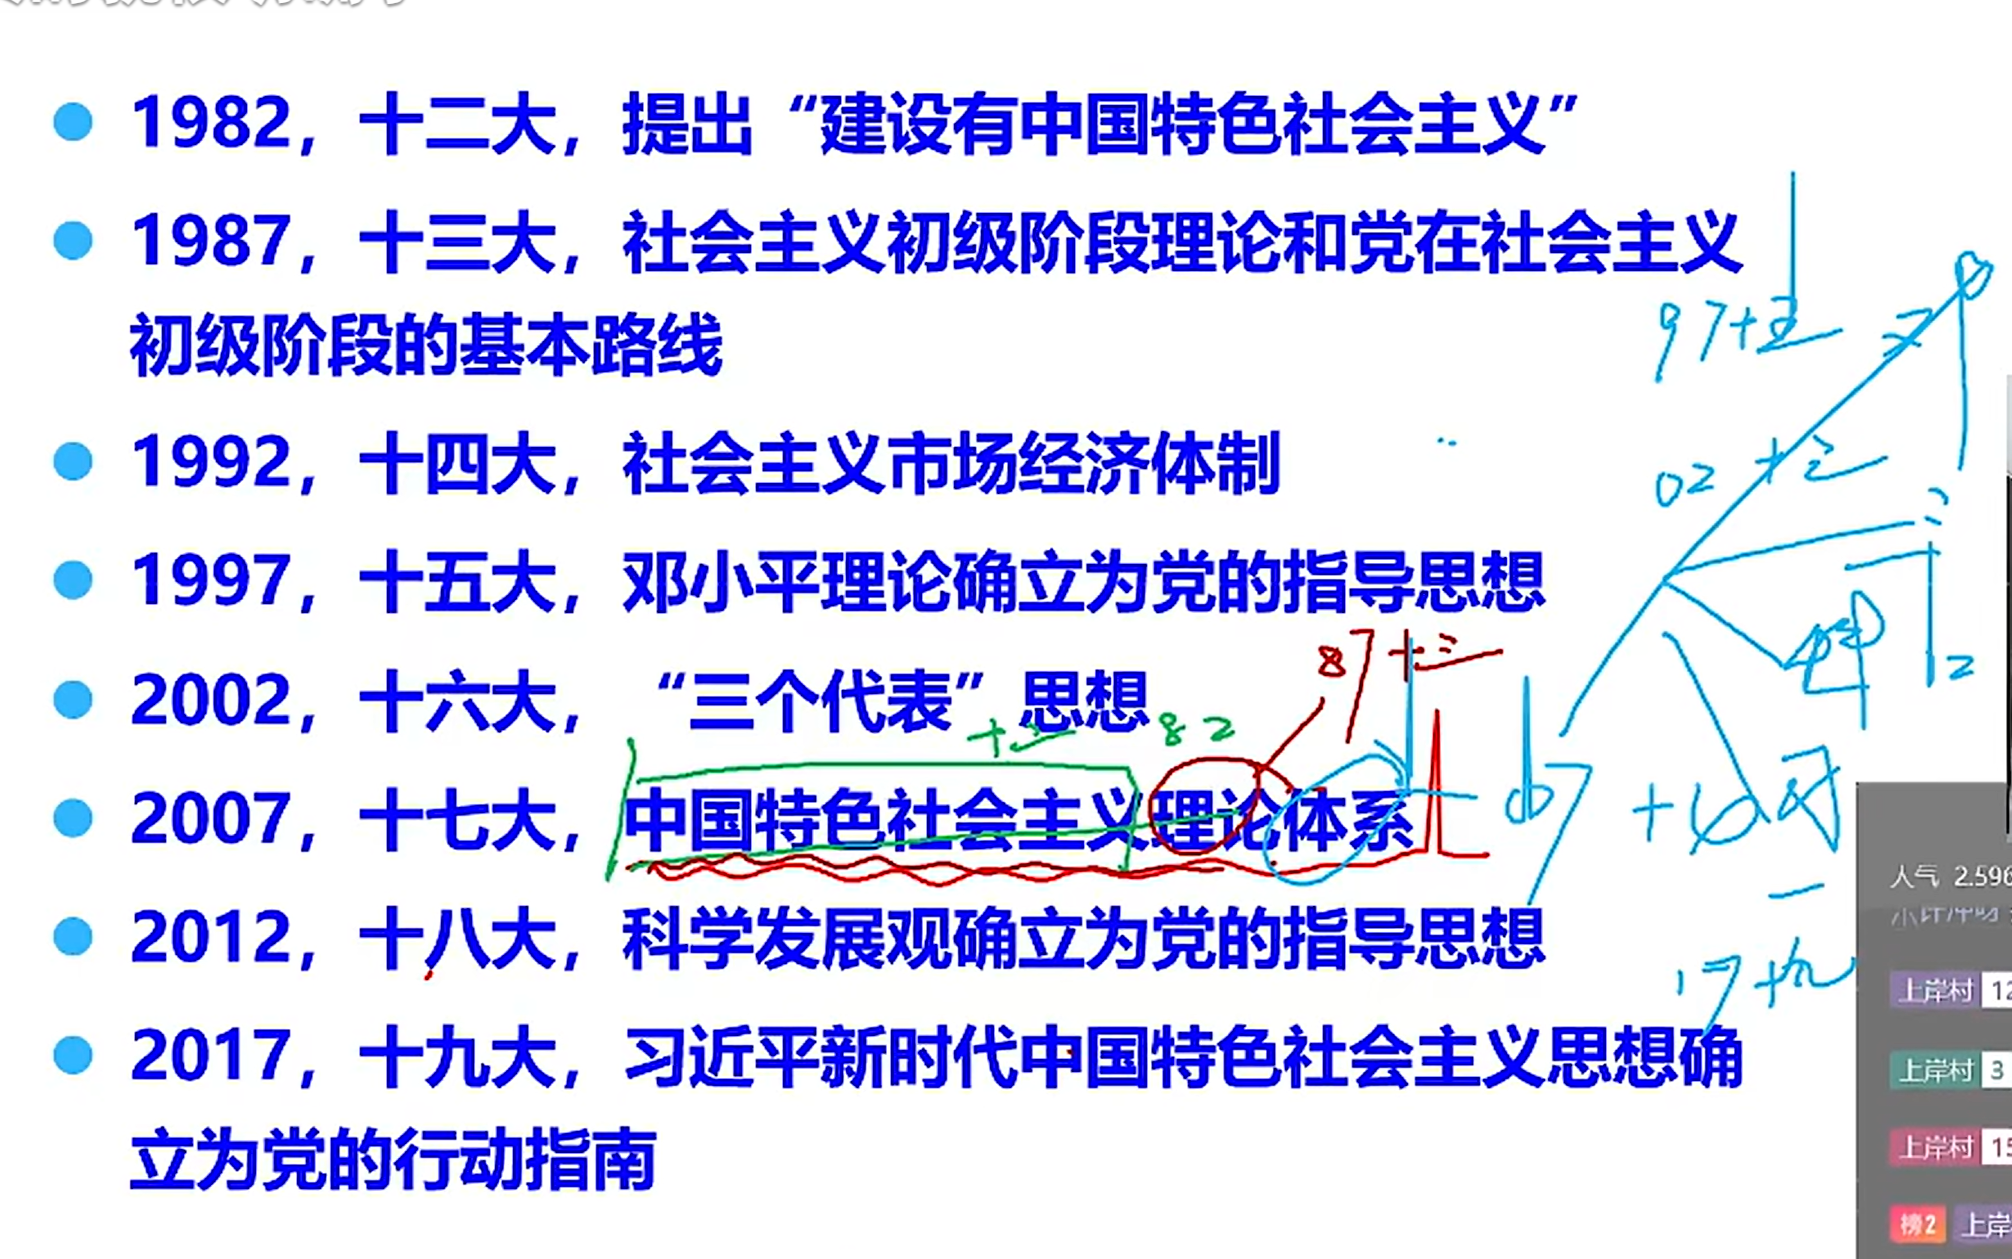 1982，十二大，提出“建设有中国特色社会主义”
1987，十三大，社会主义初级阶段理论和党在社会主义
初级阶段的基本路线
97十五
1992，十四大，社会主义市场经济体制
02十六
1997，十五大，邓小平理论确立为党的指导思想
87十三
2002，十六大，“三个代表”思想
十二 82
2007，十七大，中国特色社会主义理论体系
07
2012，十八大，科学发展观确立为党的指导思想
17十九
2017，十九大，习近平新时代中国特色社会主义思想确
立为党的行动指南
人气 2.596
上岸村 12
上岸村 3
上岸村 15
榜2 上岸